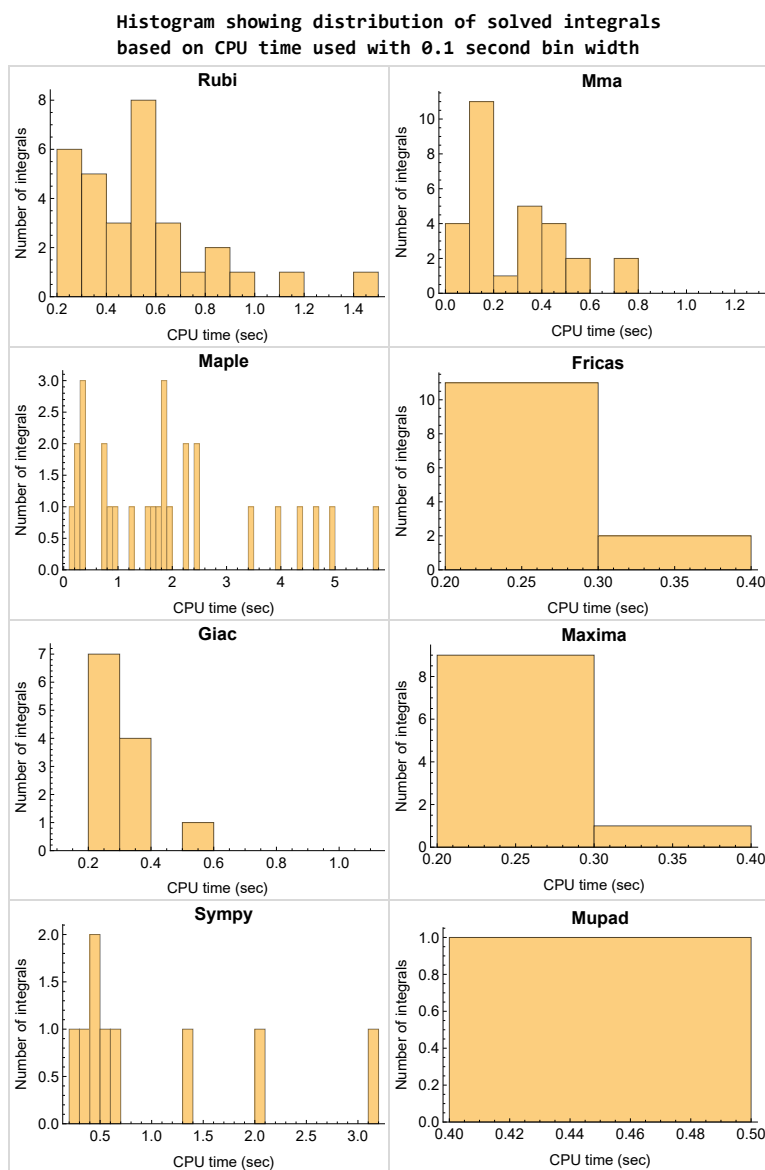 Histogram showing distribution of solved integrals
based on CPU time used with 0.1 second bin width
Rubi
Number of integrals
0
2
4
6
8
0.2 0.4 0.6 0.8 1.0 1.2 1.4
CPU time (sec)
Mma
Number of integrals
0
2
4
6
8
10
0.0 0.2 0.4 0.6 0.8 1.0 1.2
CPU time (sec)
Maple
Number of integrals
0.0
0.5
1.0
1.5
2.0
2.5
3.0
0 1 2 3 4 5
CPU time (sec)
Fricas
Number of integrals
0
2
4
6
8
10
0.20 0.25 0.30 0.35 0.40
CPU time (sec)
Giac
Number of integrals
0
1
2
3
4
5
6
7
0.2 0.4 0.6 0.8 1.0
CPU time (sec)
Maxima
Number of integrals
0
2
4
6
8
0.20 0.25 0.30 0.35 0.40
CPU time (sec)
Sympy
Number of integrals
0.0
0.5
1.0
1.5
2.0
0.5 1.0 1.5 2.0 2.5 3.0
CPU time (sec)
Mupad
Number of integrals
0.0
0.2
0.4
0.6
0.8
1.0
0.40 0.42 0.44 0.46 0.48 0.50
CPU time (sec)